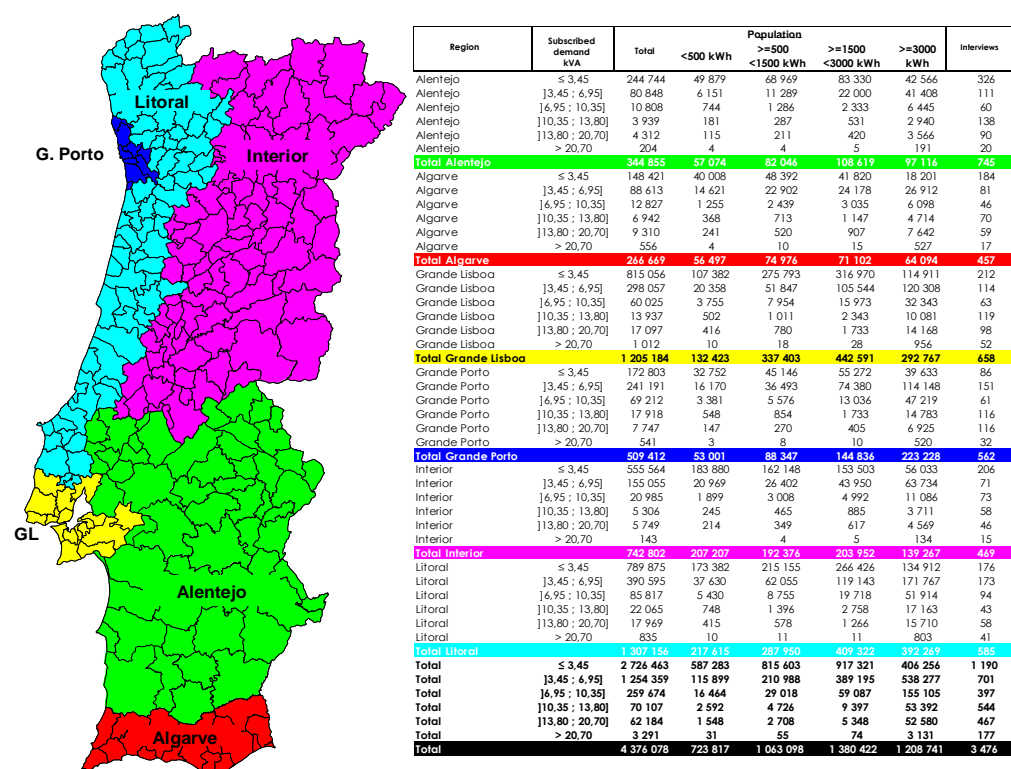 Litoral
G. Porto
Interior
GL
Alentejo
Algarve
Region Subscribed demand kVA Population Interviews
Total <500 kWh >=500 <1500 kWh >=1500 <3000 kWh >=3000 kWh
Alentejo ≤ 3,45 244 744 49 879 68 969 83 330 42 566 326
Alentejo ]3,45 ; 6,95] 80 848 6 151 11 289 22 000 41 408 111
Alentejo ]6,95 ; 10,35] 10 808 744 1 286 2 333 6 445 60
Alentejo ]10,35 ; 13,80] 3 939 181 287 531 2 940 138
Alentejo ]13,80 ; 20,70] 4 312 115 211 420 3 566 90
Alentejo > 20,70 204 4 4 5 191 20
Total Alentejo 344 855 57 074 82 046 108 619 97 116 745
Algarve ≤ 3,45 148 421 40 008 48 392 41 820 18 201 184
Algarve ]3,45 ; 6,95] 88 613 14 621 22 902 24 178 26 912 81
Algarve ]6,95 ; 10,35] 12 827 1 255 2 439 3 035 6 098 46
Algarve ]10,35 ; 13,80] 6 942 368 713 1 147 4 714 70
Algarve ]13,80 ; 20,70] 9 310 241 520 907 7 642 59
Algarve > 20,70 556 4 10 15 527 17
Total Algarve 266 669 56 497 74 976 71 102 64 094 457
Grande Lisboa ≤ 3,45 815 056 107 382 275 793 316 970 114 911 212
Grande Lisboa ]3,45 ; 6,95] 298 057 20 358 51 847 105 544 120 308 114
Grande Lisboa ]6,95 ; 10,35] 60 025 3 755 7 954 15 973 32 343 63
Grande Lisboa ]10,35 ; 13,80] 13 937 502 1 011 2 343 10 081 119
Grande Lisboa ]13,80 ; 20,70] 17 097 416 780 1 733 14 168 98
Grande Lisboa > 20,70 1 012 10 18 28 956 52
Total Grande Lisboa 1 205 184 132 423 337 403 442 591 292 767 658
Grande Porto ≤ 3,45 172 803 32 752 45 146 55 272 39 633 86
Grande Porto ]3,45 ; 6,95] 241 191 16 170 36 493 74 380 114 148 151
Grande Porto ]6,95 ; 10,35] 69 212 3 381 5 576 13 036 47 219 61
Grande Porto ]10,35 ; 13,80] 17 918 548 854 1 733 14 783 116
Grande Porto ]13,80 ; 20,70] 7 747 147 270 405 6 925 116
Grande Porto > 20,70 541 3 8 10 520 32
Total Grande Porto 509 412 53 001 88 347 144 836 223 228 562
Interior ≤ 3,45 555 564 183 880 162 148 153 503 56 033 206
Interior ]3,45 ; 6,95] 155 055 20 969 26 402 43 950 63 734 71
Interior ]6,95 ; 10,35] 20 985 1 899 3 008 4 992 11 086 73
Interior ]10,35 ; 13,80] 5 306 245 465 885 3 711 58
Interior ]13,80 ; 20,70] 5 749 214 349 617 4 569 46
Interior > 20,70 143 4 5 134 15
Total Interior 742 802 207 207 192 376 203 952 139 267 469
Litoral ≤ 3,45 789 875 173 382 215 155 266 426 134 912 176
Litoral ]3,45 ; 6,95] 390 595 37 630 62 055 119 143 171 767 173
Litoral ]6,95 ; 10,35] 85 817 5 430 8 755 19 718 51 914 94
Litoral ]10,35 ; 13,80] 22 065 748 1 396 2 758 17 163 43
Litoral ]13,80 ; 20,70] 17 969 415 578 1 266 15 710 58
Litoral > 20,70 835 10 11 11 803 41
Total Litoral 1 307 156 217 615 287 950 409 322 392 269 585
Total ≤ 3,45 2 726 463 587 283 815 603 917 321 406 256 1 190
Total ]3,45 ; 6,95] 1 254 359 115 899 210 988 389 195 538 277 701
Total ]6,95 ; 10,35] 259 674 16 464 29 018 59 087 155 105 397
Total ]10,35 ; 13,80] 70 107 2 592 4 726 9 397 53 392 544
Total ]13,80 ; 20,70] 62 184 1 548 2 708 5 348 52 580 467
Total > 20,70 3 291 31 55 74 3 131 177
Total 4 376 078 723 817 1 063 098 1 380 422 1 208 741 3 476